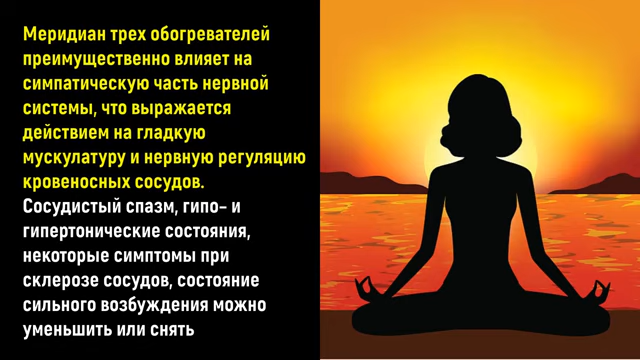 Меридиан трех обогревателей
преимущественно влияет на
симпатическую часть нервной
системы, что выражается
действием на гладкую
мускулатуру и нервную регуляцию
кровеносных сосудов.
Сосудистый спазм, гипо- и
гипертонические состояния,
некоторые симптомы при
склерозе сосудов, состояние
сильного возбуждения можно
уменьшить или снять